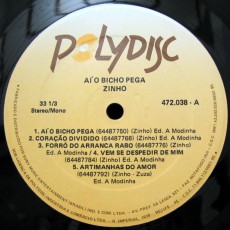 POLYDISC
AÍ O BICHO PEGA
ZINHO
33 1/3
Stereo/Mono
472.038 - A
1. AÍ O BICHO PEGA (64487750) (Zinho) Ed. A Modinha
2. CORAÇÃO DIVIDIDO (64487768) (Zinho) Ed. A Modinha
3. FORRÓ DO ARRANCA RABO (64487776) (Zinho)
Ed. A Modinha / 4. VEM SE DESPEDIR DE MIM
(64487784) (Zinho) Ed. A Modinha
5. ARTIMANHAS DO AMOR
(64487792) (Zinho - Zuza)
Ed. A Modinha